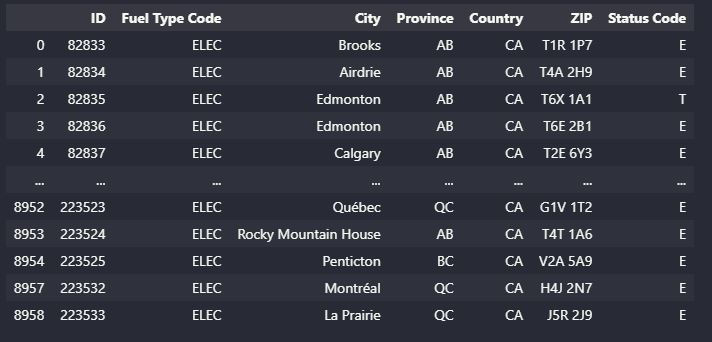 ID Fuel Type Code City Province Country ZIP Status Code
0 82833 ELEC Brooks AB CA T1R 1P7 E
1 82834 ELEC Airdrie AB CA T4A 2H9 E
2 82835 ELEC Edmonton AB CA T6X 1A1 T
3 82836 ELEC Edmonton AB CA T6E 2B1 E
4 82837 ELEC Calgary AB CA T2E 6Y3 E
... ... ... ... ... ... ... ...
8952 223523 ELEC Québec QC CA G1V 1T2 E
8953 223524 ELEC Rocky Mountain House AB CA T4T 1A6 E
8954 223525 ELEC Penticton BC CA V2A 5A9 E
8957 223532 ELEC Montréal QC CA H4J 2N7 E
8958 223533 ELEC La Prairie QC CA J5R 2J9 E